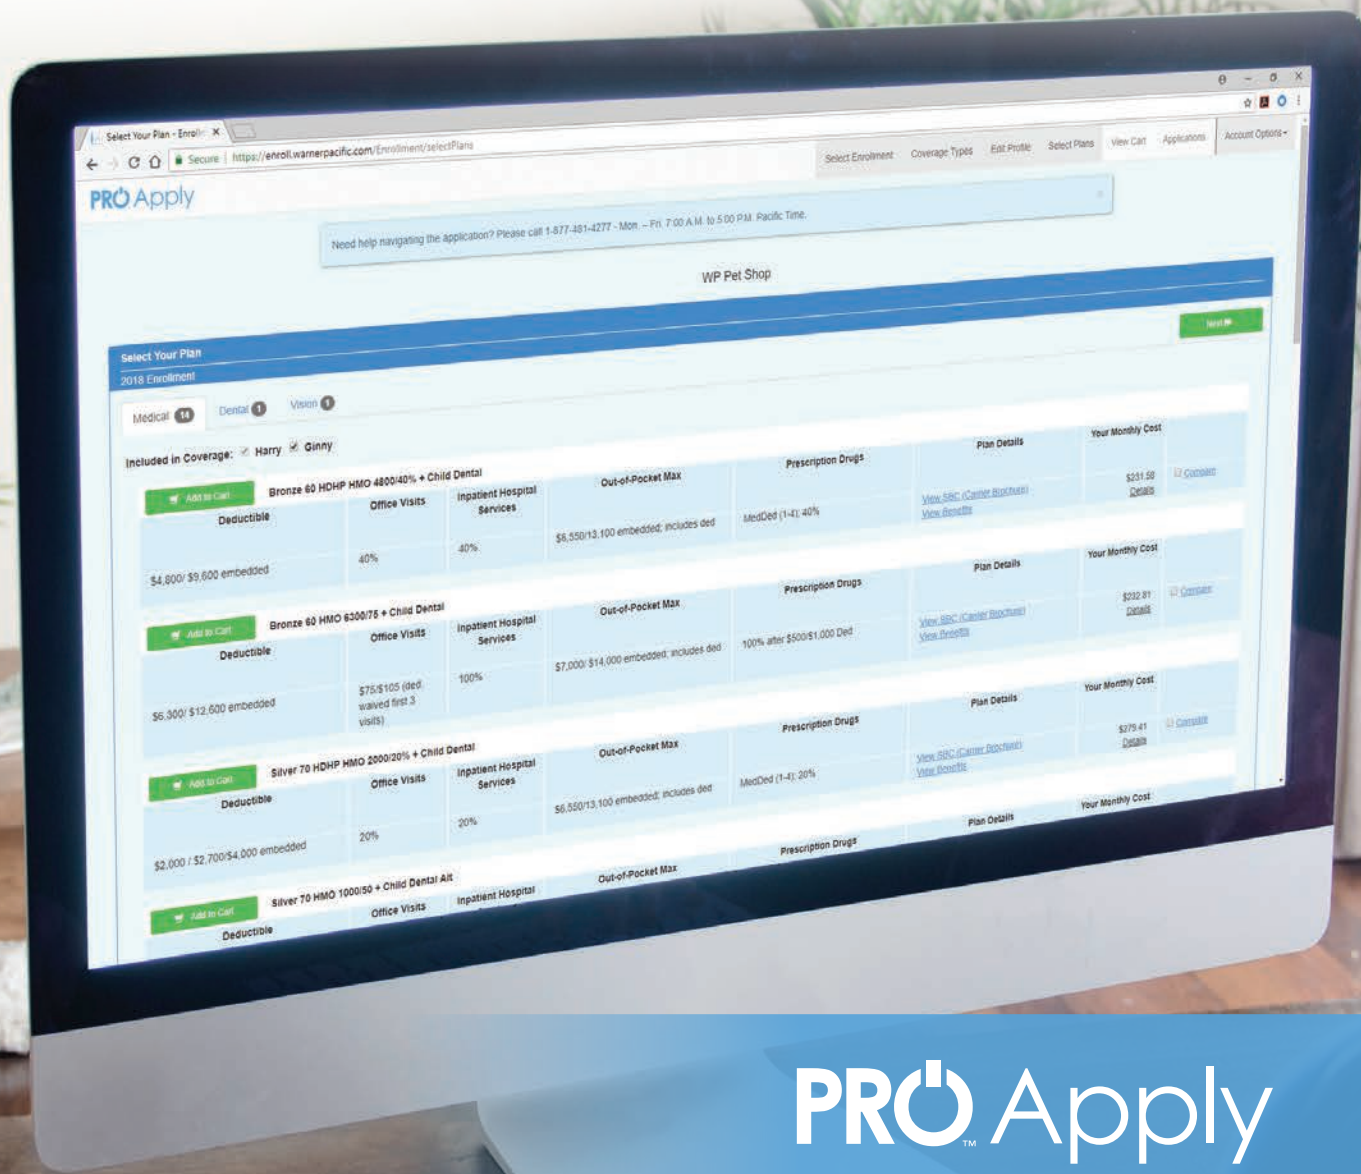 Select Your Plan - Enroll
Secure | https://enroll.warnerpacific.com/Enrollment/selectPlans
PRO Apply
Select Enrollment Coverage Types Edit Profile Select Plans View Cart Applications Account Options
Need help navigating the application? Please call 1-877-481-4277 - Mon. – Fri. 7:00 A.M. to 5:00 P.M. Pacific Time.
WP Pet Shop
Select Your Plan
2018 Enrollment
Next
Medical 14 Dental 1 Vision 1
Included in Coverage: Harry Ginny
Add to Cart Bronze 60 HDHP HMO 4800/40% + Child Dental
Deductible Office Visits Inpatient Hospital Services Out-of-Pocket Max Prescription Drugs Plan Details Your Monthly Cost
$4,800/ $9,600 embedded 40% 40% $6,550/13,100 embedded; includes ded MedDed (1-4); 40% View SBC (Carrier Brochure) View Benefits $231.56 Details Compare
Add to Cart Bronze 60 HMO 6300/75 + Child Dental
Deductible Office Visits Inpatient Hospital Services Out-of-Pocket Max Prescription Drugs Plan Details Your Monthly Cost
$6,300/ $12,600 embedded $75/$105 (ded waived first 3 visits) 100% $7,000/ $14,000 embedded; includes ded 100% after $500/$1,000 Ded View SBC (Carrier Brochure) View Benefits $232.81 Details Compare
Add to Cart Silver 70 HDHP HMO 2000/20% + Child Dental
Deductible Office Visits Inpatient Hospital Services Out-of-Pocket Max Prescription Drugs Plan Details Your Monthly Cost
$2,000 / $2,700/$4,000 embedded 20% 20% $6,550/13,100 embedded; includes ded MedDed (1-4); 20% View SBC (Carrier Brochure) View Benefits $279.41 Details Compare
Add to Cart Silver 70 HMO 1000/50 + Child Dental Alt
Deductible Office Visits Inpatient Hospital Out-of-Pocket Max Prescription Drugs Plan Details Your Monthly Cost
PRO™ Apply